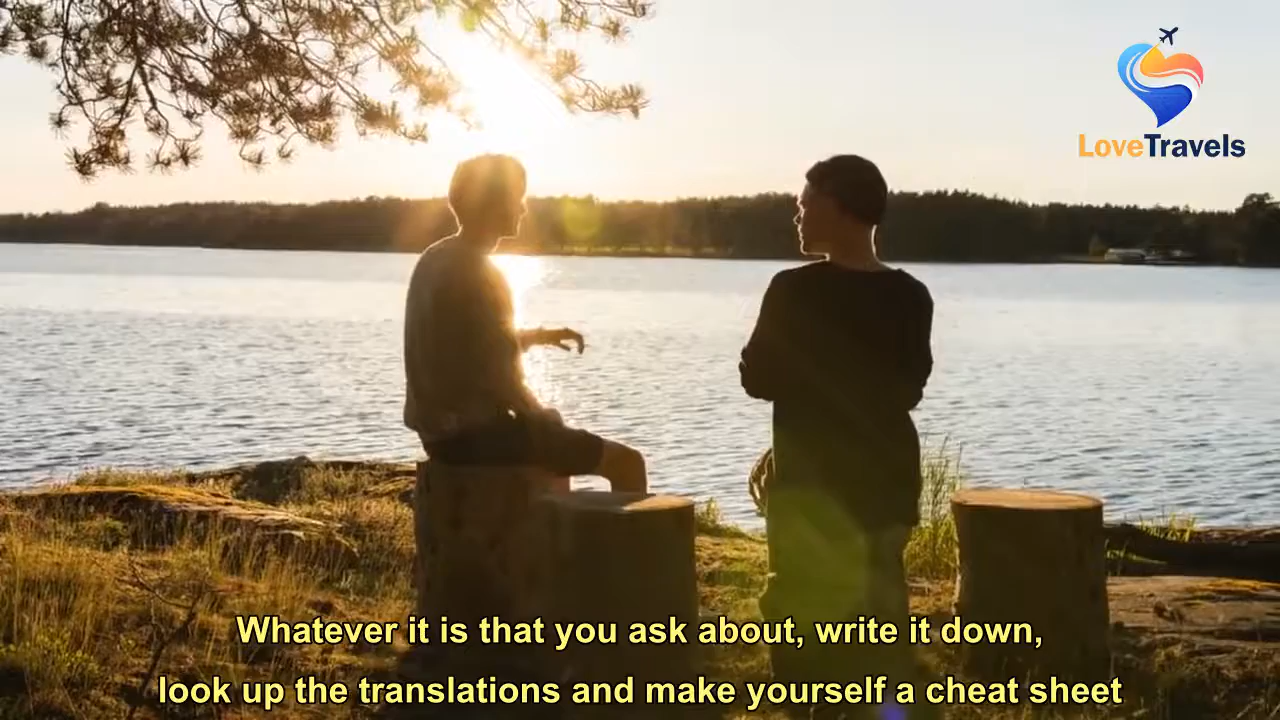 LoveTravels
Whatever it is that you ask about, write it down,
look up the translations and make yourself a cheat sheet